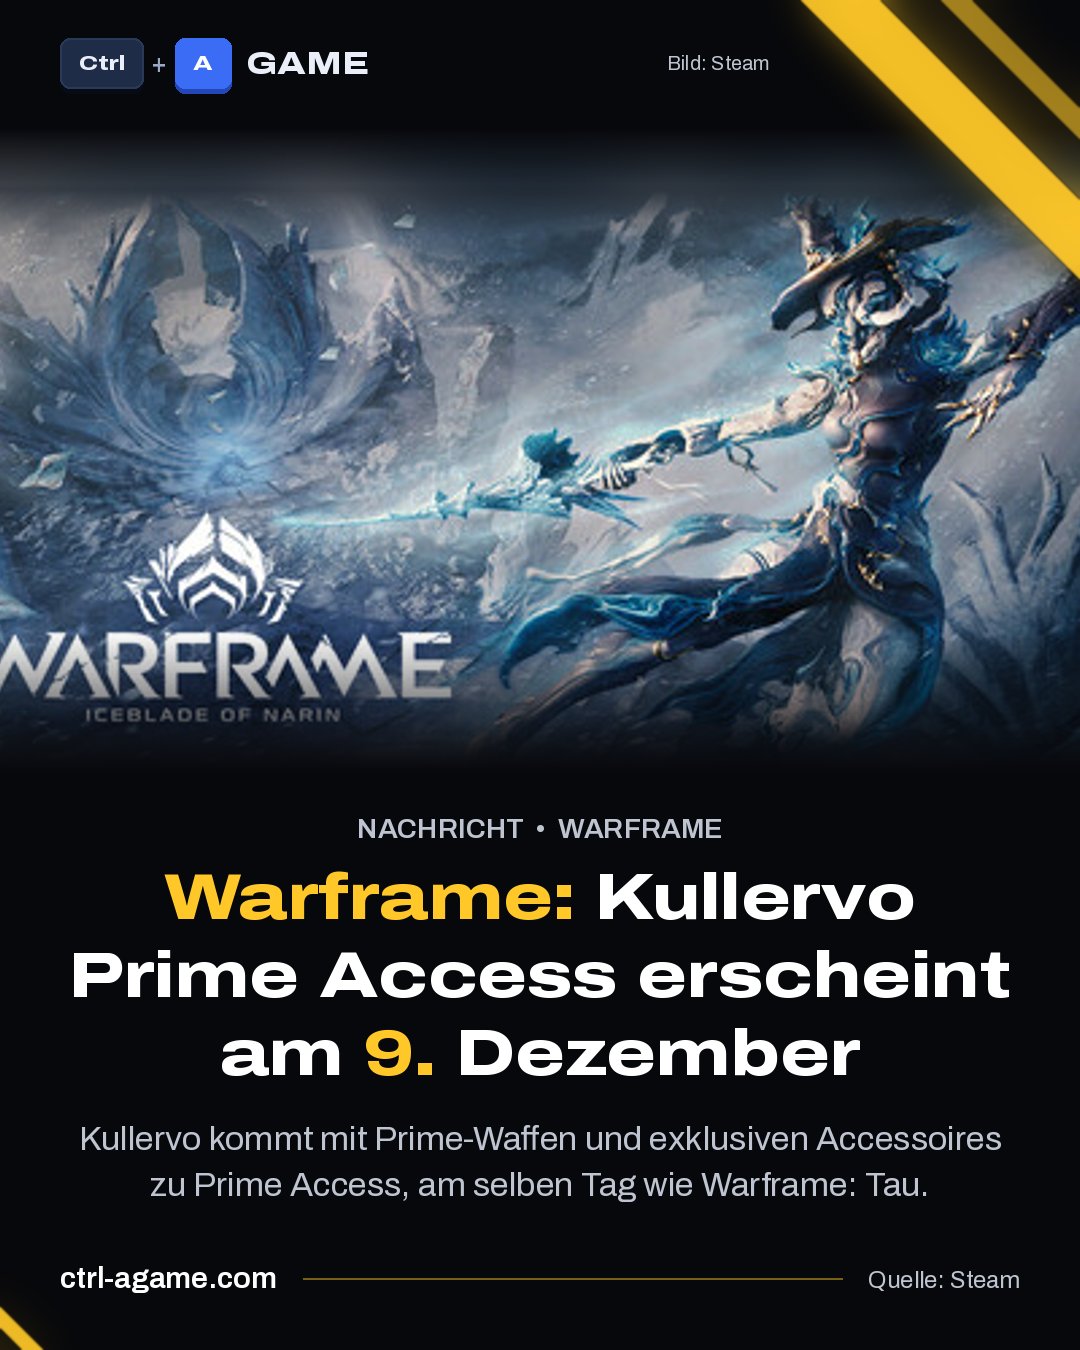 Ctrl + A GAME
Bild: Steam
WARFRAME
ICEBLADE OF NARIN
NACHRICHT • WARFRAME
Warframe: Kullervo
Prime Access erscheint
am 9. Dezember
Kullervo kommt mit Prime-Waffen und exklusiven Accessoires
zu Prime Access, am selben Tag wie Warframe: Tau.
ctrl-agame.com
Quelle: Steam